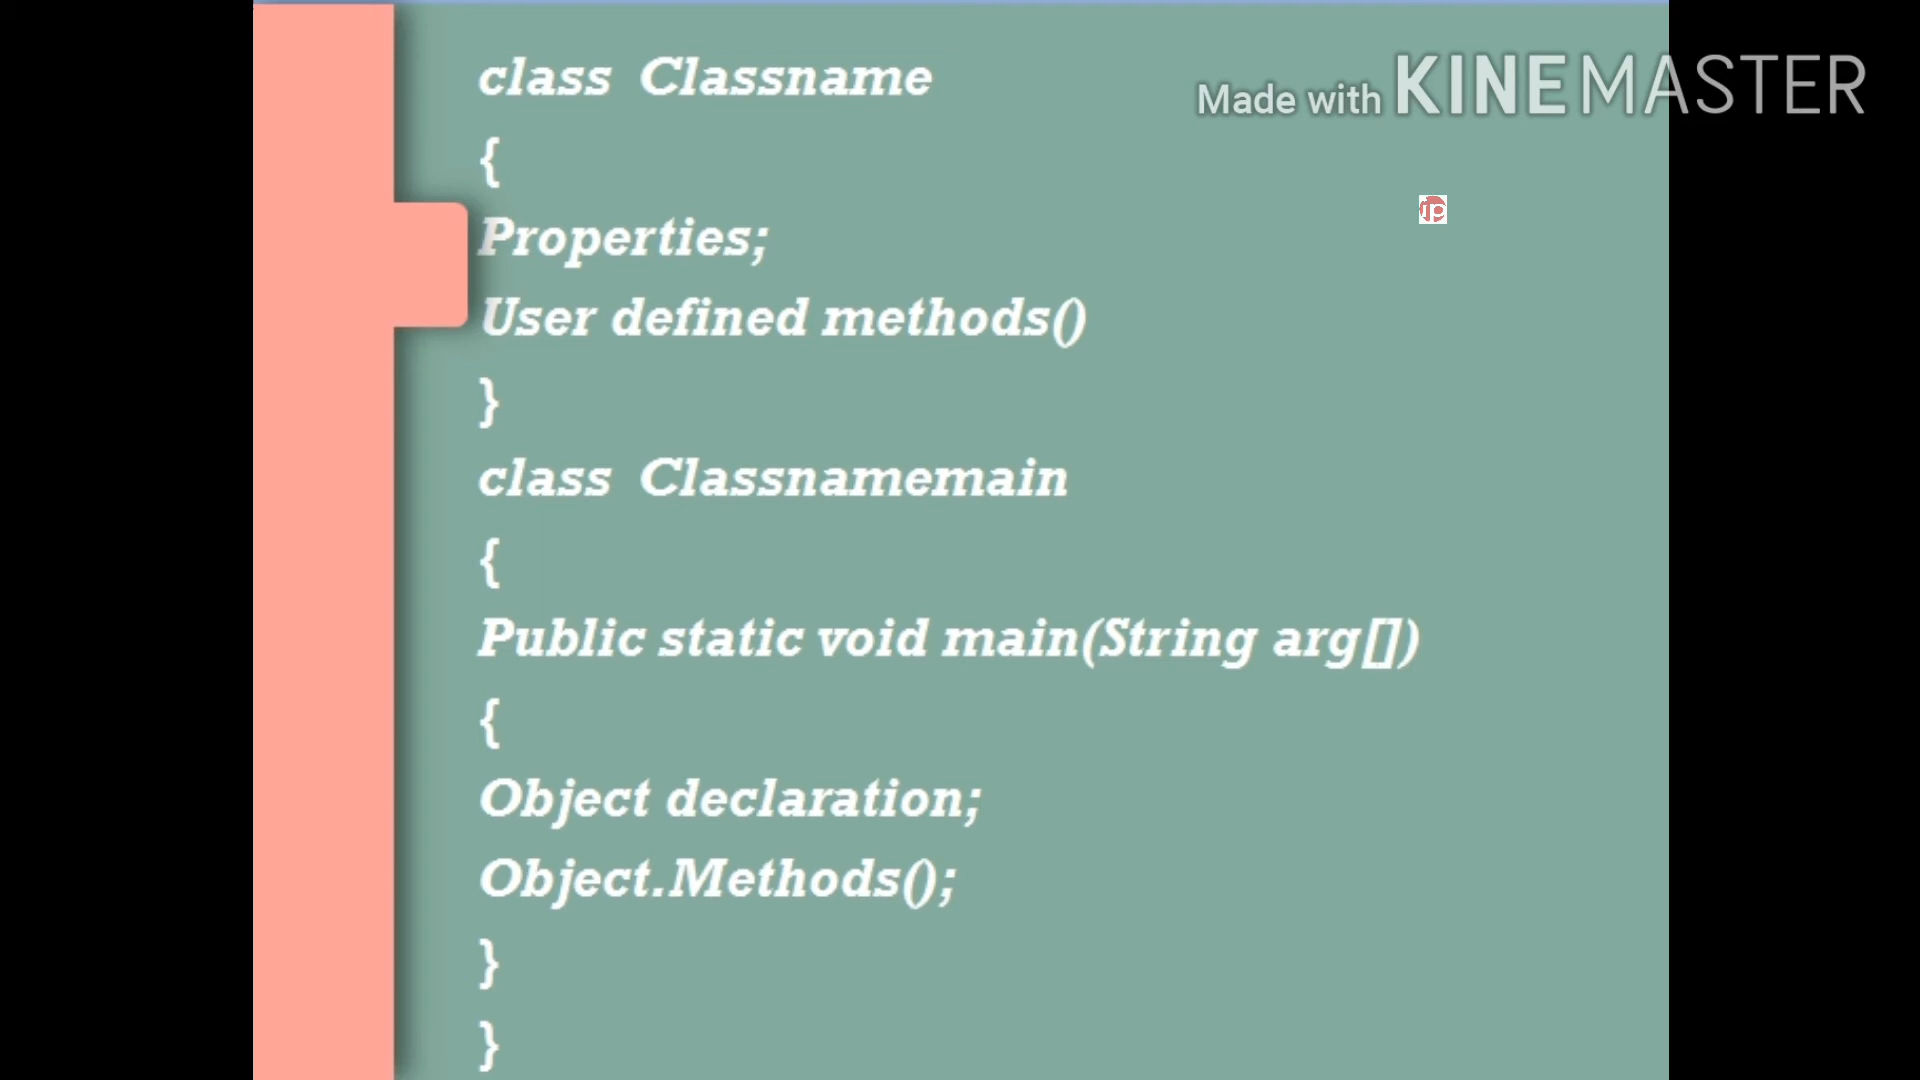 class Classname
Made with KINEMASTER
{
Properties;
User defined methods()
}
class Classnamemain
{
Public static void main(String arg[])
{
Object declaration;
Object.Methods();
}
}